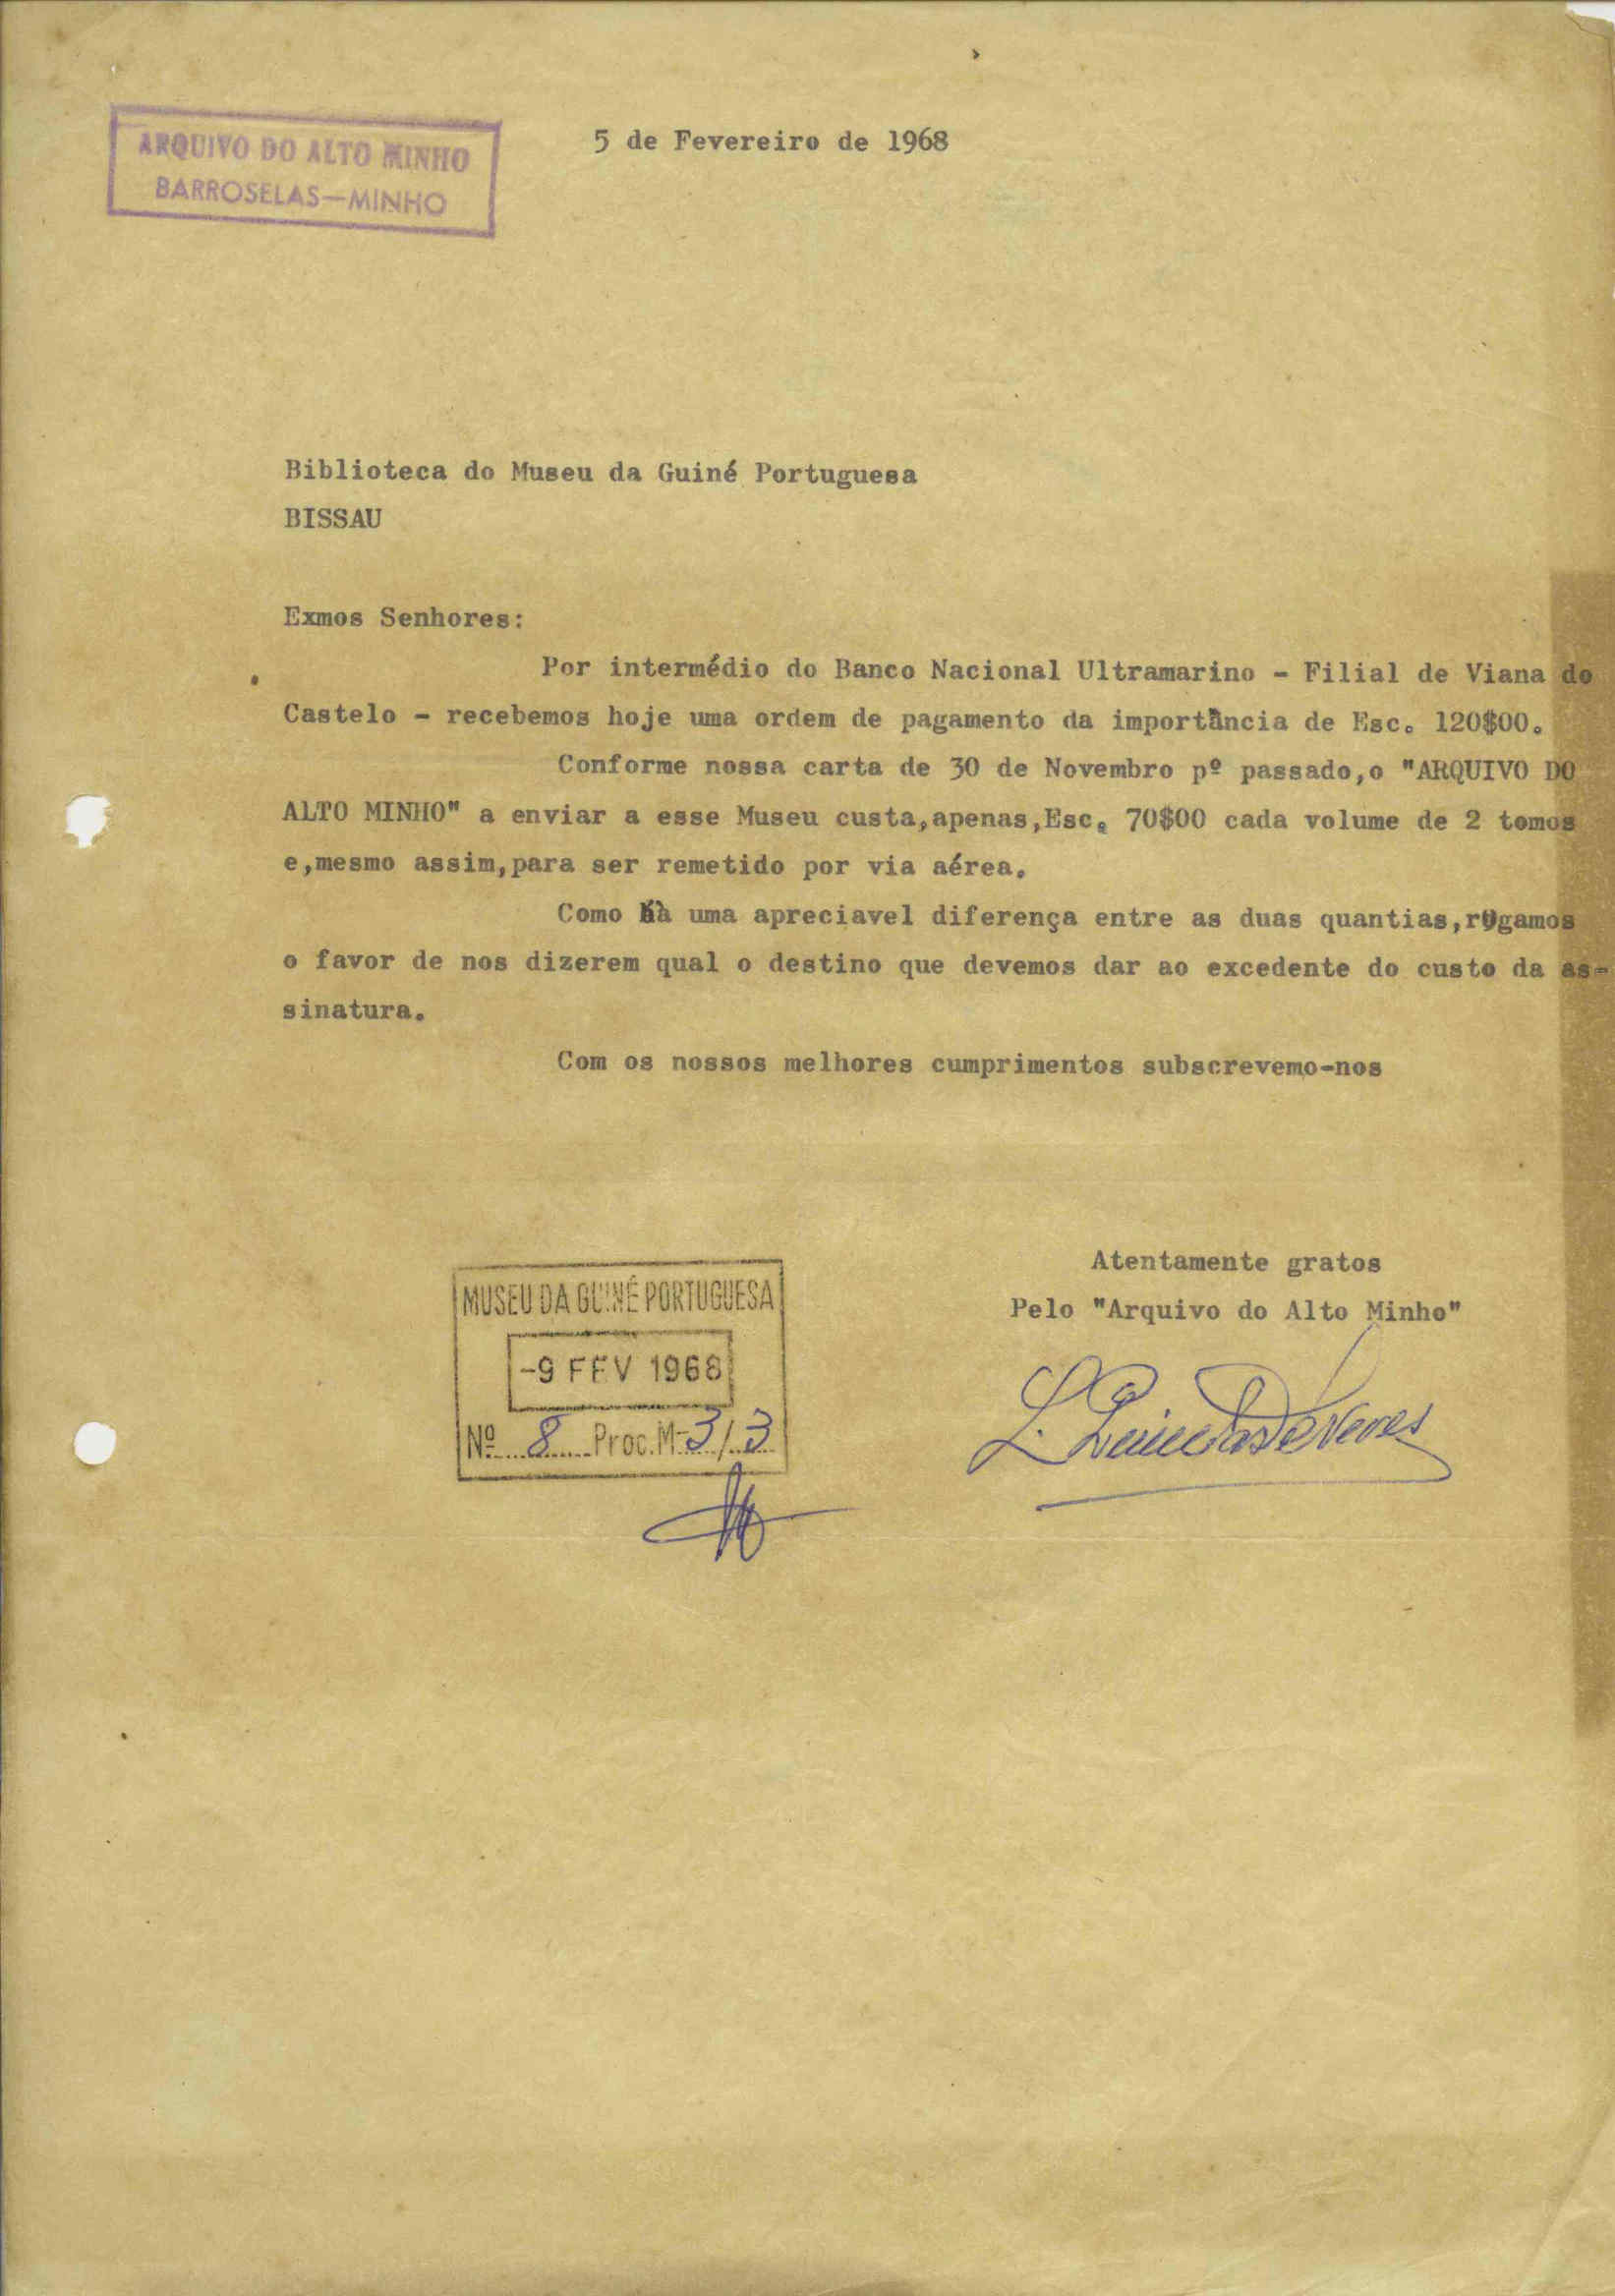 ARQUIVO DO ALTO MINHO
BARROSELAS—MINHO
5 de Fevereiro de 1968
Biblioteca do Museu da Guiné Portuguesa
BISSAU
Exmos Senhores:
Por intermédio do Banco Nacional Ultramarino - Filial de Viana do
Castelo - recebemos hoje uma ordem de pagamento da importância de Esc. 120$00.
Conforme nossa carta de 30 de Novembro pº passado,o "ARQUIVO DO
ALTO MINHO" a enviar a esse Museu custa,apenas,Esc. 70$00 cada volume de 2 tomos
e,mesmo assim,para ser remetido por via aérea.
Como hà uma apreciavel diferença entre as duas quantias,rogamos
o favor de nos dizerem qual o destino que devemos dar ao excedente do custo da as-
sinatura.
Com os nossos melhores cumprimentos subscrevemo-nos
Atentamente gratos
Pelo "Arquivo do Alto Minho"
MUSEU DA GUINÉ PORTUGUESA
-9 FEV 1968
Nº 8 Proc. M-3/3